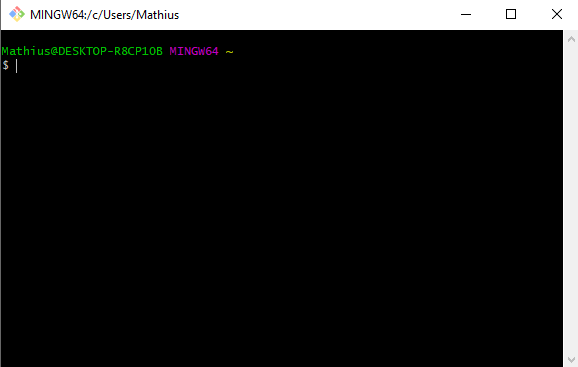 MINGW64:/c/Users/Mathius
Mathius@DESKTOP-R8CP1OB MINGW64 ~
$